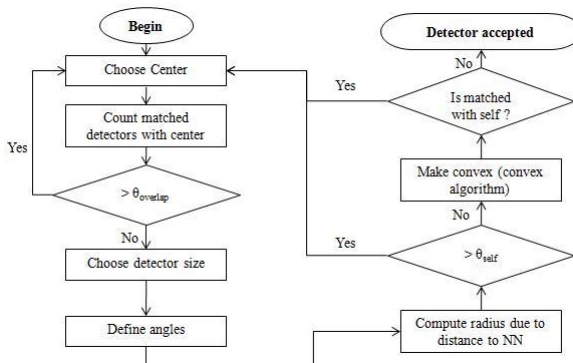 Begin
Choose Center
Count matched
detectors with center
Yes
> θoverlap
No
Choose detector size
Define angles
Detector accepted
No
Yes
Is matched
with self ?
Make convex (convex
algorithm)
No
Yes
> θself
Compute radius due to
distance to NN